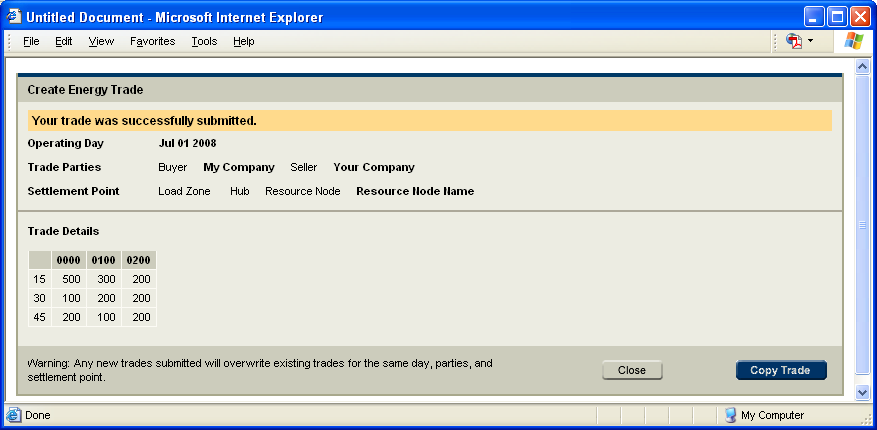 Untitled Document - Microsoft Internet Explorer
File Edit View Favorites Tools Help
Create Energy Trade
Your trade was successfully submitted.
Operating Day Jul 01 2008
Trade Parties Buyer My Company Seller Your Company
Settlement Point Load Zone Hub Resource Node Resource Node Name
Trade Details
0000 0100 0200
15 500 300 200
30 100 200 200
45 200 100 200
Warning: Any new trades submitted will overwrite existing trades for the same day, parties, and
settlement point.
Close Copy Trade
Done My Computer